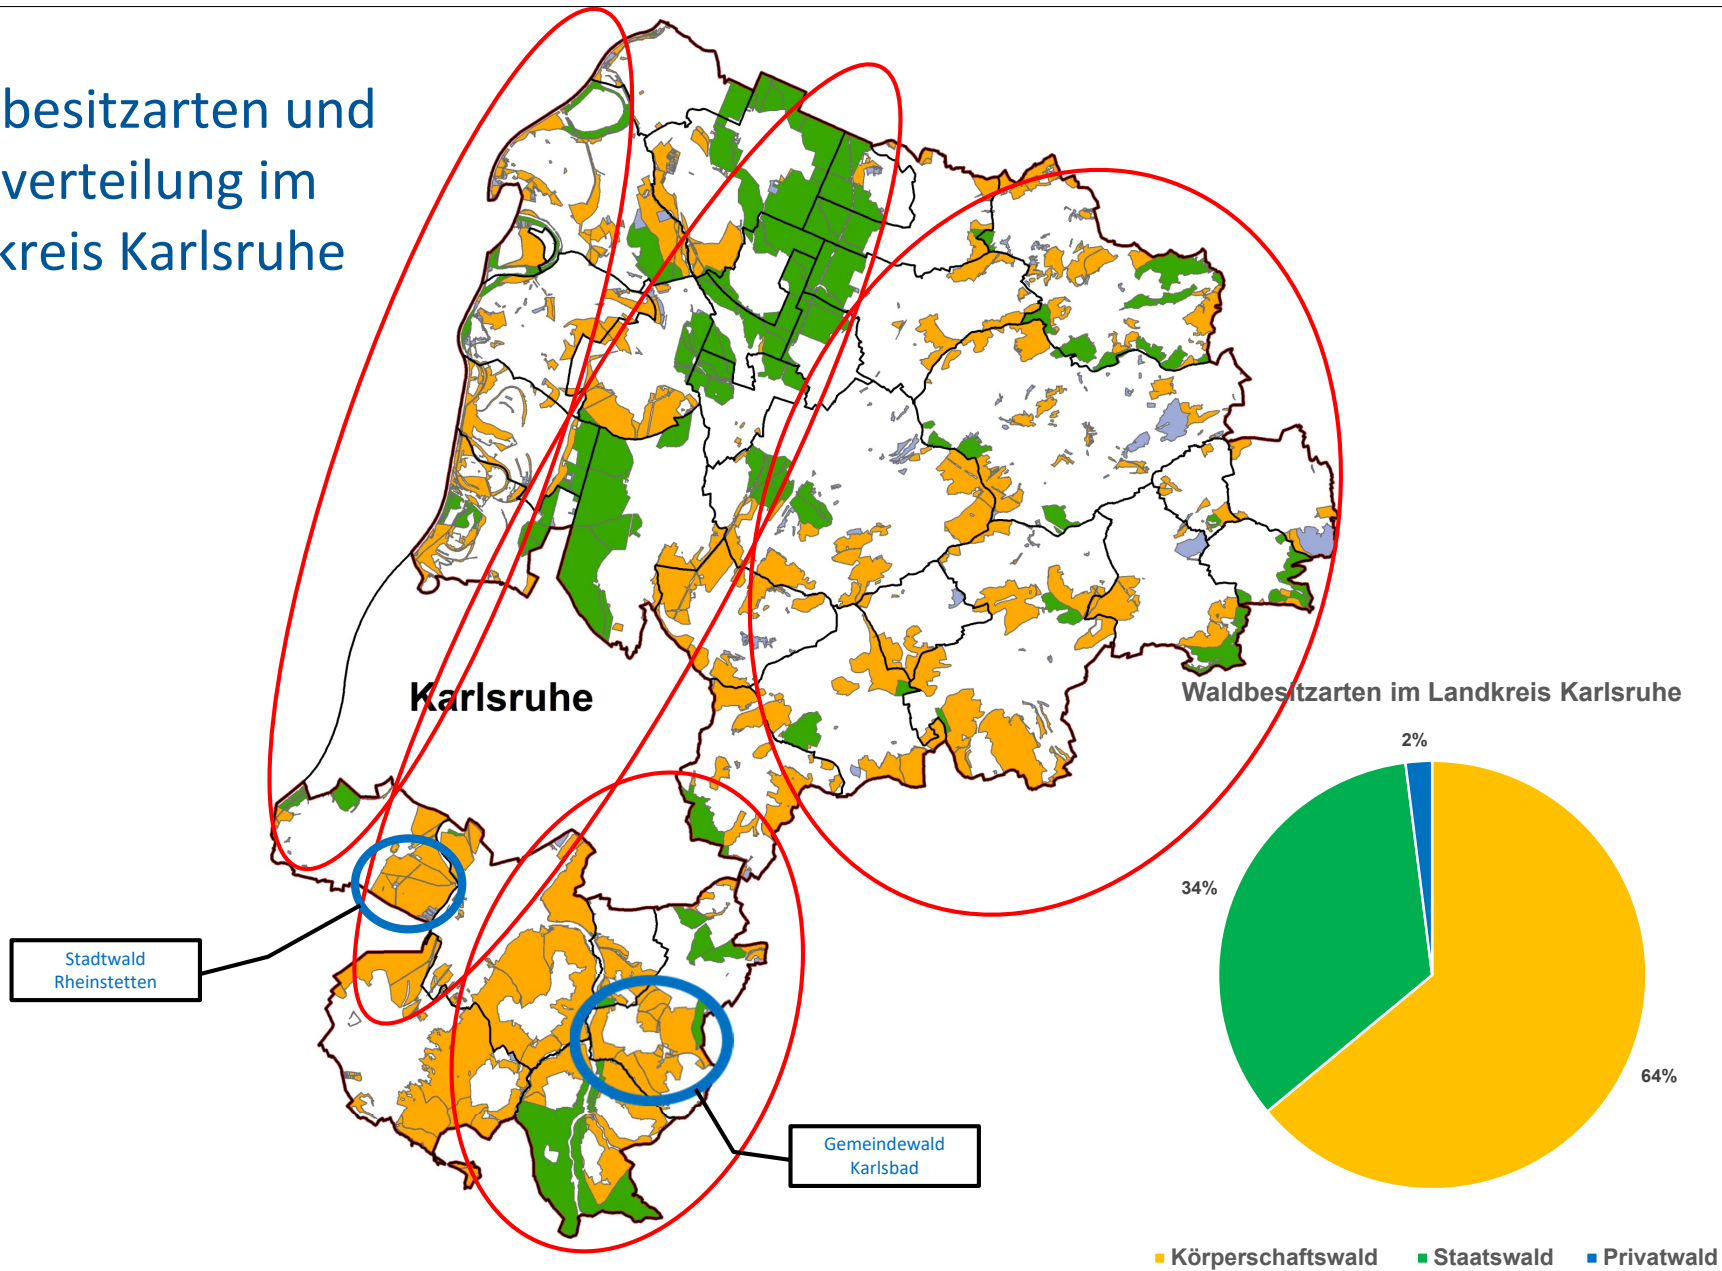 besitzarten und
verteilung im
kreis Karlsruhe
Karlsruhe
Stadtwald
Rheinstetten
Gemeindewald
Karlsbad
Waldbesitzarten im Landkreis Karlsruhe
2%
34%
64%
Körperschaftswald
Staatswald
Privatwald